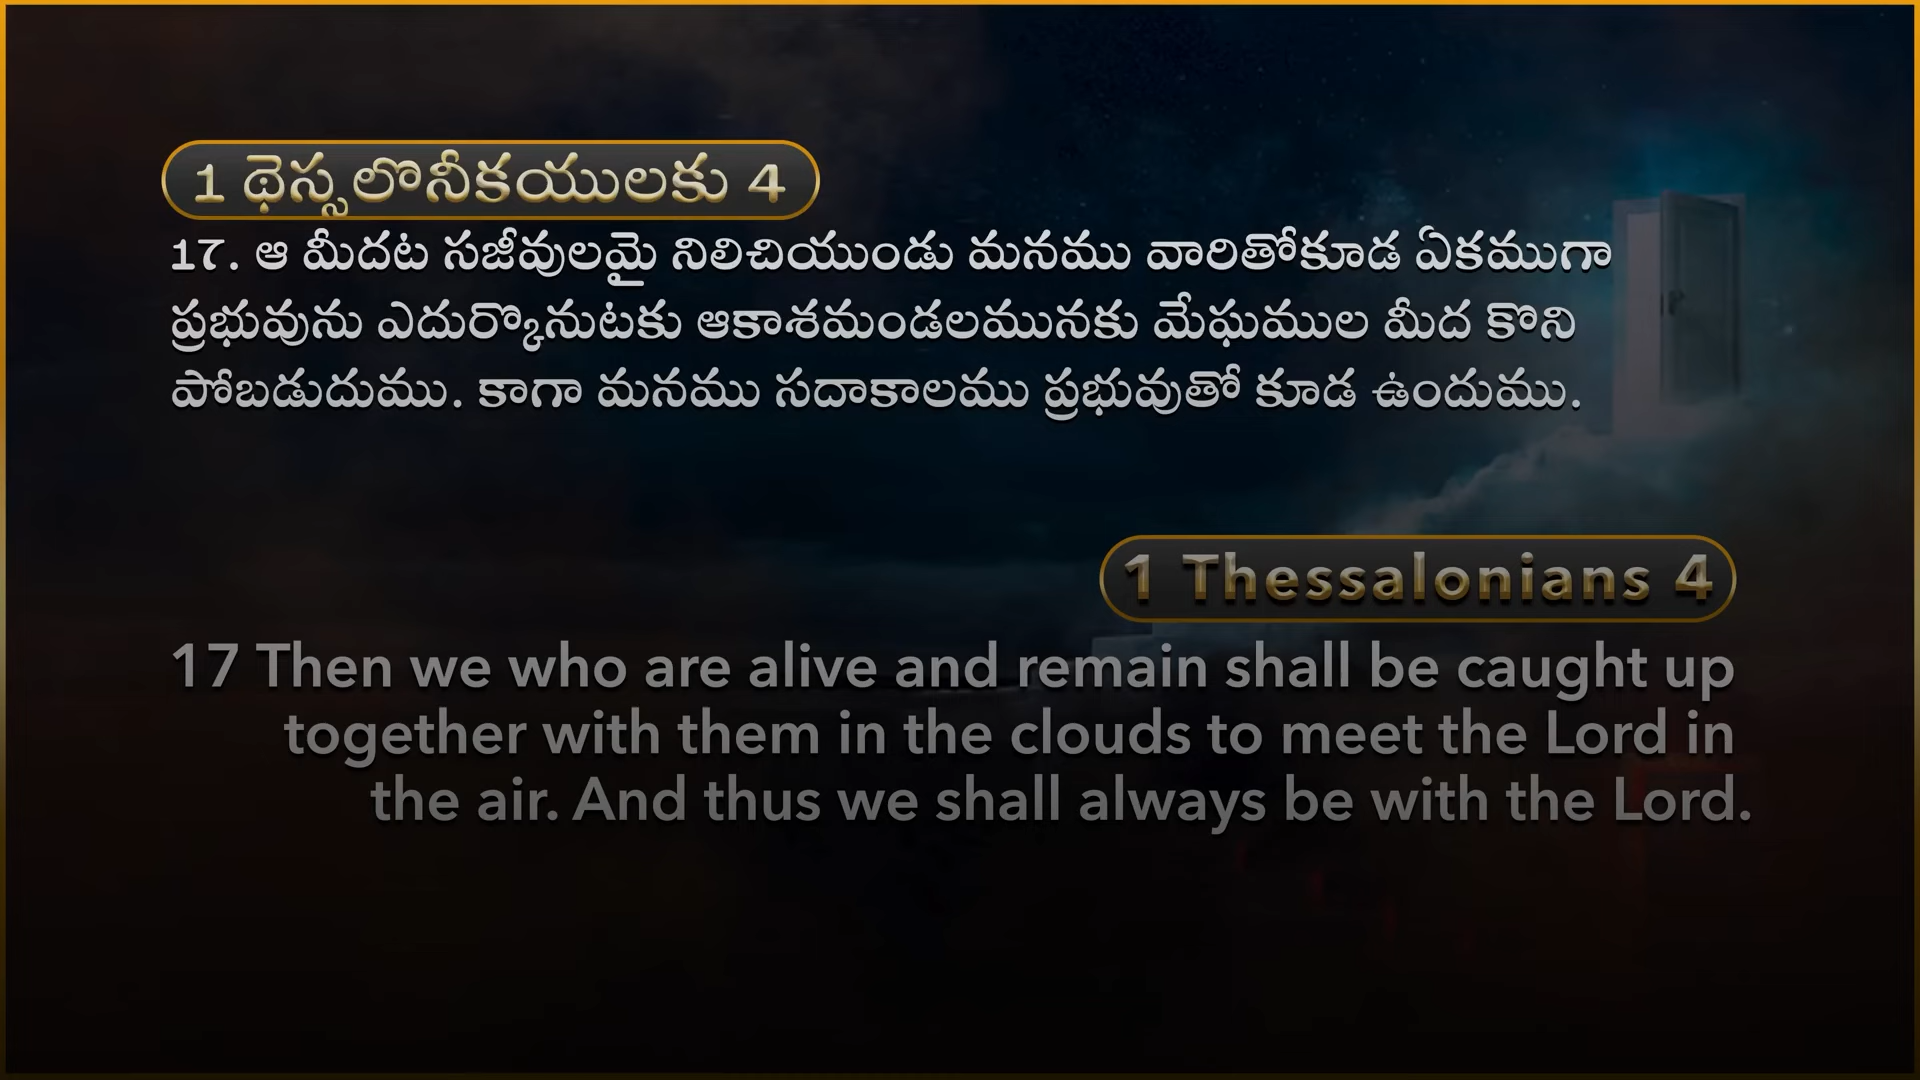 1 థెస్సలొనీకయులకు 4
17. ఆ మీదట సజీవులమై నిలిచియుండు మనము వారితోకూడ ఏకముగా
ప్రభువును ఎదుర్కొనుటకు ఆకాశమండలమునకు మేఘముల మీద కొని
పోబడుదుము. కాగా మనము సదాకాలము ప్రభువుతో కూడ ఉందుము.
1 Thessalonians 4
17 Then we who are alive and remain shall be caught up
together with them in the clouds to meet the Lord in
the air. And thus we shall always be with the Lord.